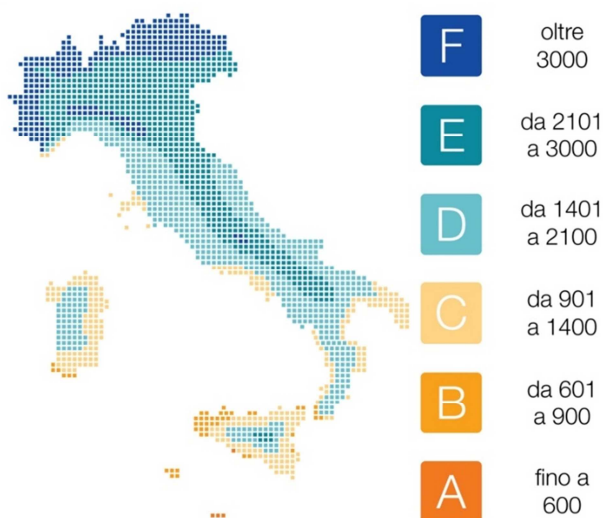 F
oltre
3000
E
da 2101
a 3000
D
da 1401
a 2100
C
da 901
a 1400
B
da 601
a 900
A
fino a
600